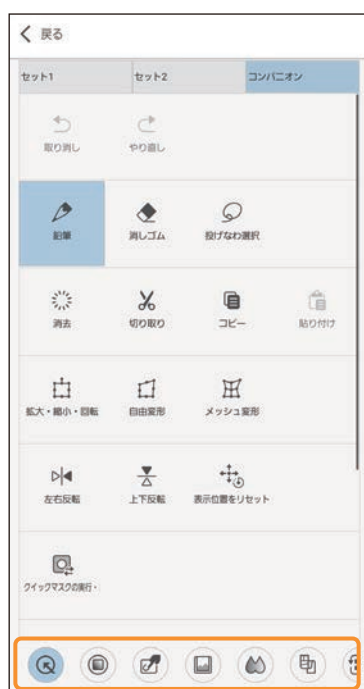 戻る
セット1 セット2 コンパニオン
取り消し やり直し
鉛筆 消しゴム 投げなわ選択
消去 切り取り コピー 貼り付け
拡大・縮小・回転 自由変形 メッシュ変形
左右反転 上下反転 表示位置をリセット
クイックマスクの実行・